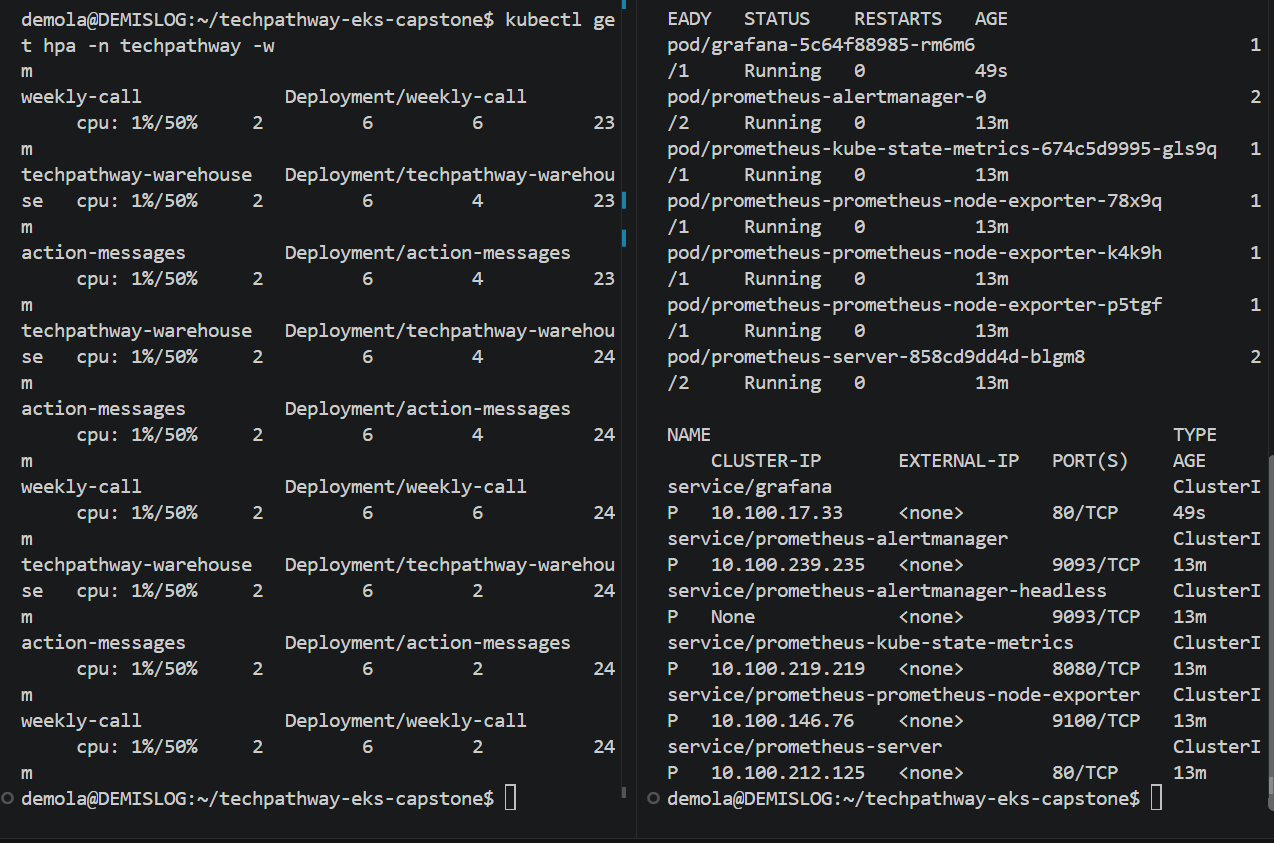 demola@DEMISLOG:~/techpathway-eks-capstone$ kubectl ge
t hpa -n techpathway -w
m
weekly-call Deployment/weekly-call
cpu: 1%/50% 2 6 6 23
m
techpathway-warehouse Deployment/techpathway-warehou
se cpu: 1%/50% 2 6 4 23
m
action-messages Deployment/action-messages
cpu: 1%/50% 2 6 4 23
m
techpathway-warehouse Deployment/techpathway-warehou
se cpu: 1%/50% 2 6 4 24
m
action-messages Deployment/action-messages
cpu: 1%/50% 2 6 4 24
m
weekly-call Deployment/weekly-call
cpu: 1%/50% 2 6 6 24
m
techpathway-warehouse Deployment/techpathway-warehou
se cpu: 1%/50% 2 6 2 24
m
action-messages Deployment/action-messages
cpu: 1%/50% 2 6 2 24
m
weekly-call Deployment/weekly-call
cpu: 1%/50% 2 6 2 24
m
demola@DEMISLOG:~/techpathway-eks-capstone$
EADY STATUS RESTARTS AGE
pod/grafana-5c64f88985-rm6m6 1
/1 Running 0 49s
pod/prometheus-alertmanager-0 2
/2 Running 0 13m
pod/prometheus-kube-state-metrics-674c5d9995-gls9q 1
/1 Running 0 13m
pod/prometheus-prometheus-node-exporter-78x9q 1
/1 Running 0 13m
pod/prometheus-prometheus-node-exporter-k4k9h 1
/1 Running 0 13m
pod/prometheus-prometheus-node-exporter-p5tgf 1
/1 Running 0 13m
pod/prometheus-server-858cd9dd4d-blgm8 2
/2 Running 0 13m
NAME TYPE
CLUSTER-IP EXTERNAL-IP PORT(S) AGE
service/grafana ClusterI
P 10.100.17.33 <none> 80/TCP 49s
service/prometheus-alertmanager ClusterI
P 10.100.239.235 <none> 9093/TCP 13m
service/prometheus-alertmanager-headless ClusterI
P None <none> 9093/TCP 13m
service/prometheus-kube-state-metrics ClusterI
P 10.100.219.219 <none> 8080/TCP 13m
service/prometheus-prometheus-node-exporter ClusterI
P 10.100.146.76 <none> 9100/TCP 13m
service/prometheus-server ClusterI
P 10.100.212.125 <none> 80/TCP 13m
demola@DEMISLOG:~/techpathway-eks-capstone$